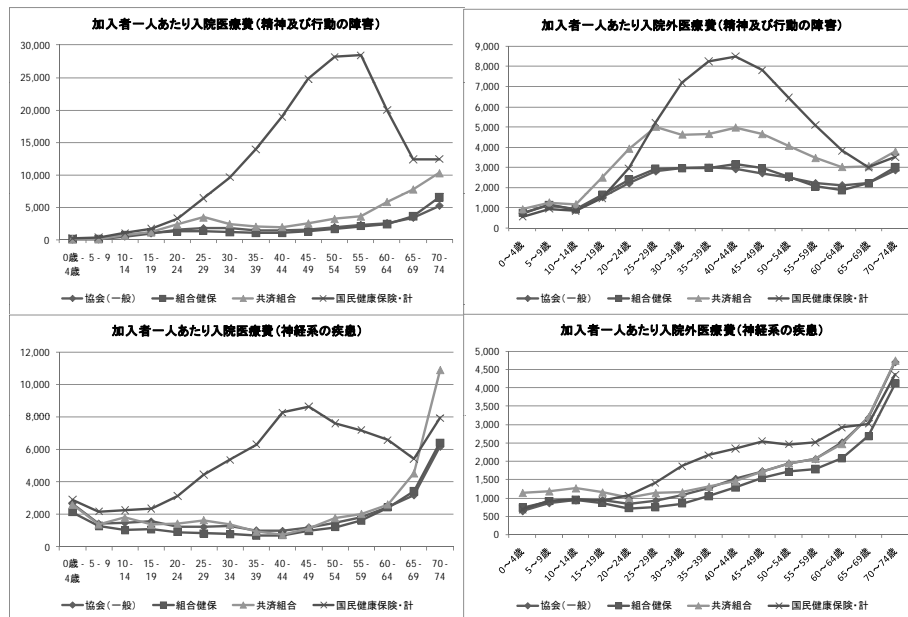 加入者一人あたり入院医療費(精神及び行動の障害)
30,000
25,000
20,000
15,000
10,000
5,000
0
0歳 5 - 9 10 - 15 - 20 - 25 - 30 - 35 - 40 - 45 - 50 - 55 - 60 - 65 - 70 -
4歳 14 19 24 29 34 39 44 49 54 59 64 69 74
協会(一般) 組合健保 共済組合 国民健康保険・計
加入者一人あたり入院外医療費(精神及び行動の障害)
9,000
8,000
7,000
6,000
5,000
4,000
3,000
2,000
1,000
0
0~4歳 5~9歳 10~14歳 15~19歳 20~24歳 25~29歳 30~34歳 35~39歳 40~44歳 45~49歳 50~54歳 55~59歳 60~64歳 65~69歳 70~74歳
協会(一般) 組合健保 共済組合 国民健康保険・計
加入者一人あたり入院医療費(神経系の疾患)
12,000
10,000
8,000
6,000
4,000
2,000
0
0歳 5 - 9 10 - 15 - 20 - 25 - 30 - 35 - 40 - 45 - 50 - 55 - 60 - 65 - 70 -
4歳 14 19 24 29 34 39 44 49 54 59 64 69 74
協会(一般) 組合健保 共済組合 国民健康保険・計
加入者一人あたり入院外医療費(神経系の疾患)
5,000
4,500
4,000
3,500
3,000
2,500
2,000
1,500
1,000
500
0
0~4歳 5~9歳 10~14歳 15~19歳 20~24歳 25~29歳 30~34歳 35~39歳 40~44歳 45~49歳 50~54歳 55~59歳 60~64歳 65~69歳 70~74歳
協会(一般) 組合健保 共済組合 国民健康保険・計